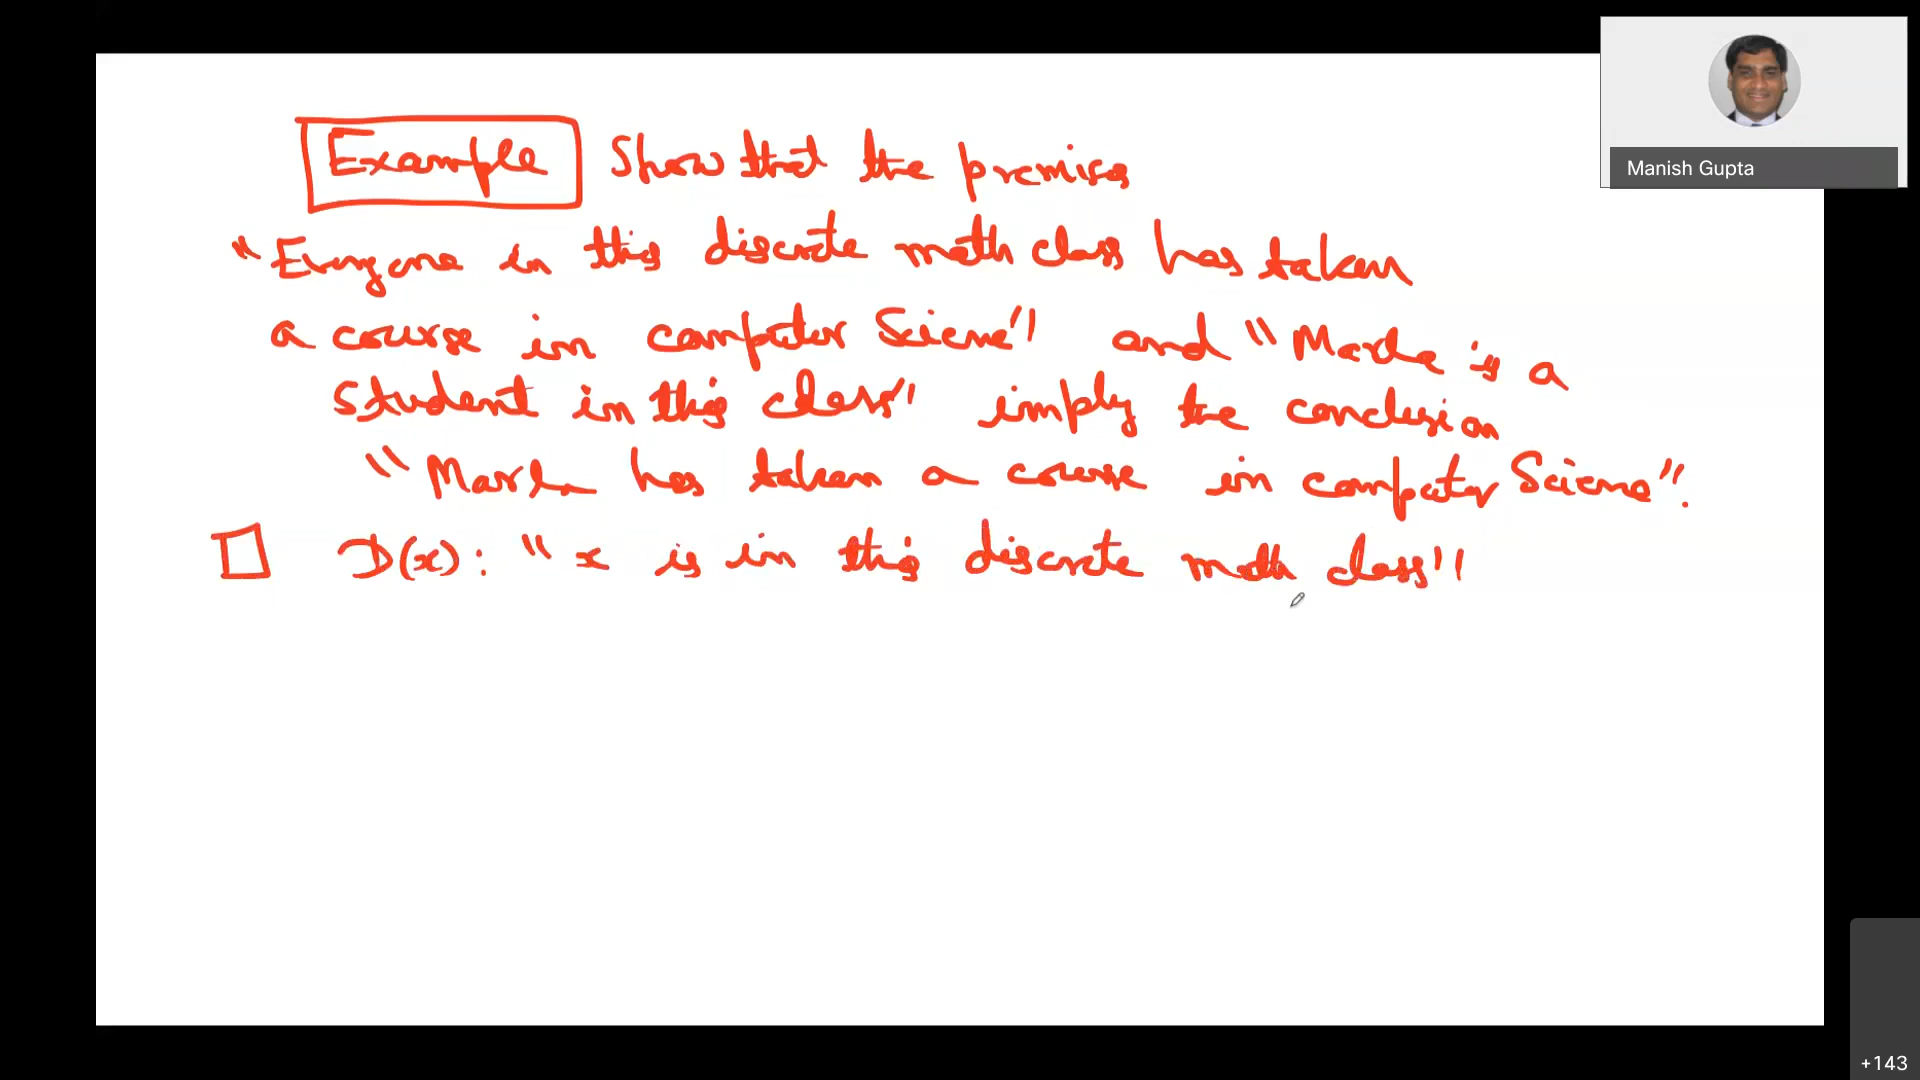 Example Show that the premises
"Everyone in this discrete math class has taken
a course in computer Science" and "Marla is a
student in this class" imply the conclusion
"Marla has taken a course in computer Science".
D(x): "x is in this discrete math class"
Manish Gupta
+143